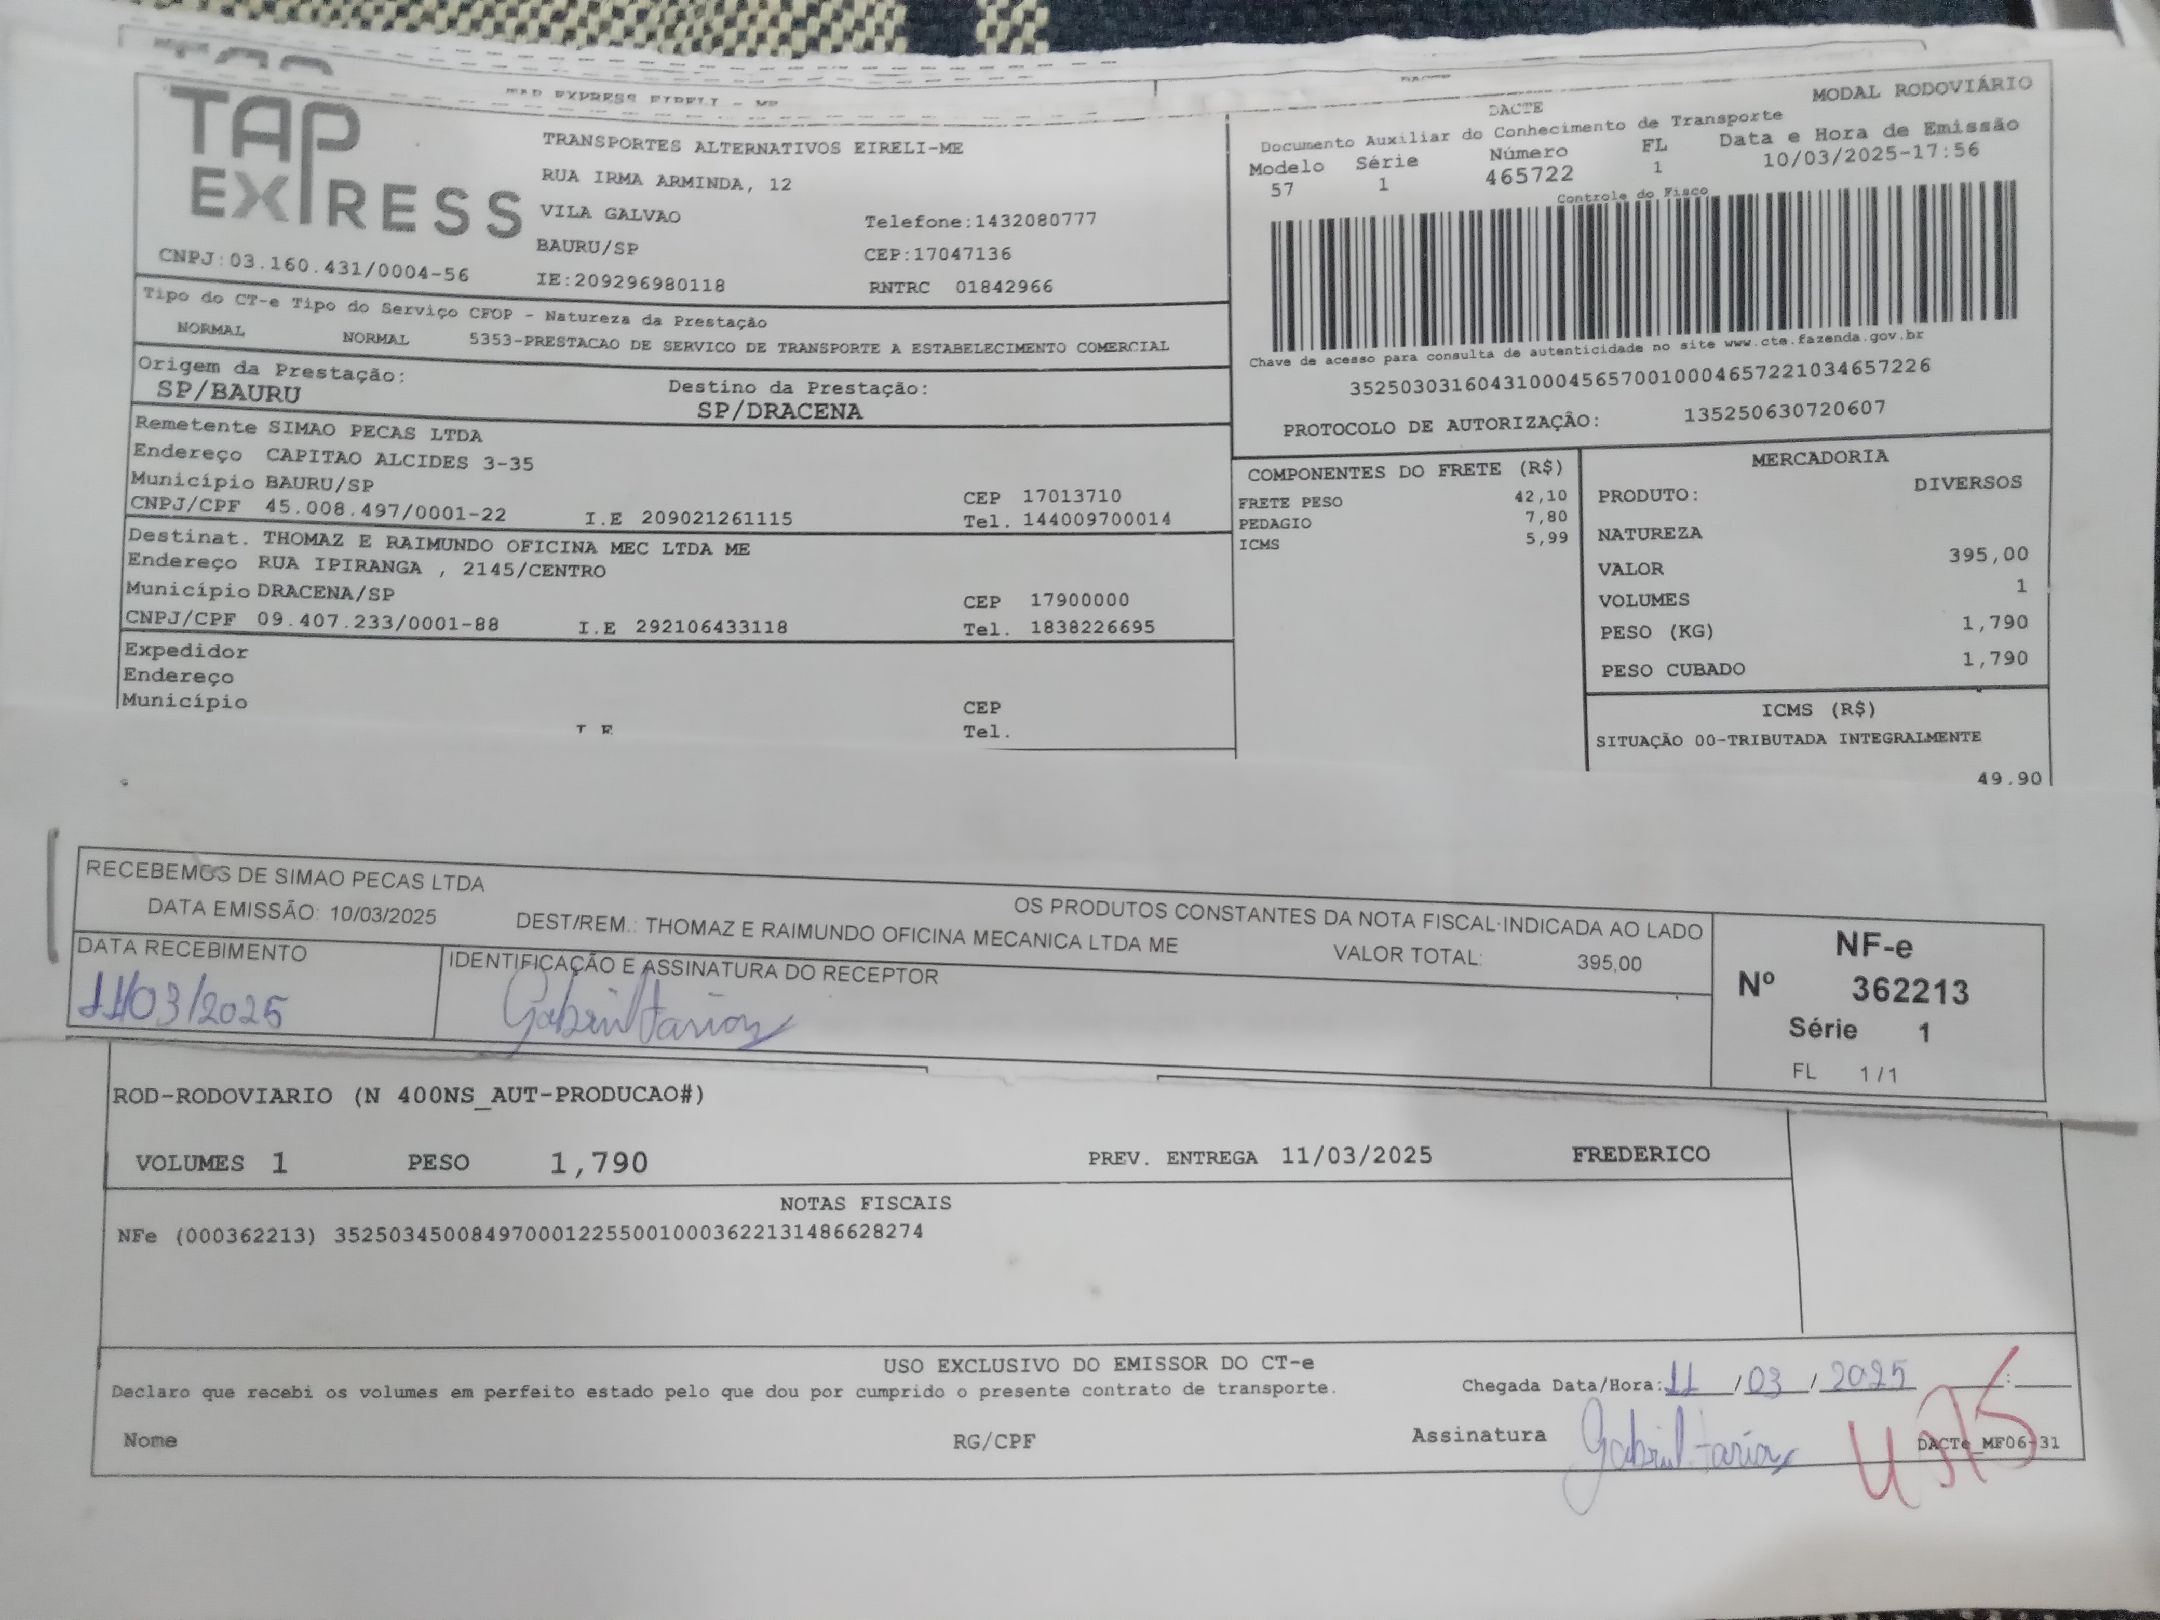 TAP EXPRESS EIRELI - ME
TAP
EXPRESS
CNPJ:03.160.431/0004-56
TRANSPORTES ALTERNATIVOS EIRELI-ME
RUA IRMA ARMINDA, 12
VILA GALVAO
Telefone:1432080777
BAURU/SP
CEP:17047136
IE:209296980118
RNTRC 01842966
DACTE
MODAL RODOVIÁRIO
Documento Auxiliar do Conhecimento de Transporte
Modelo Série Número FL Data e Hora de Emissão
57 1 465722 1 10/03/2025-17:56
Controle do Fisco
Chave de acesso para consulta de autenticidade no site www.cte.fazenda.gov.br
35250303160431000456570010004657221034657226
PROTOCOLO DE AUTORIZAÇÃO: 135250630720607
Tipo do CT-e Tipo do Serviço CFOP - Natureza da Prestação
NORMAL NORMAL 5353-PRESTACAO DE SERVICO DE TRANSPORTE A ESTABELECIMENTO COMERCIAL
Origem da Prestação: Destino da Prestação:
SP/BAURU SP/DRACENA
Remetente SIMAO PECAS LTDA
Endereço CAPITAO ALCIDES 3-35
Município BAURU/SP CEP 17013710
CNPJ/CPF 45.008.497/0001-22 I.E 209021261115 Tel. 144009700014
Destinat. THOMAZ E RAIMUNDO OFICINA MEC LTDA ME
Endereço RUA IPIRANGA , 2145/CENTRO
Município DRACENA/SP CEP 17900000
CNPJ/CPF 09.407.233/0001-88 I.E 292106433118 Tel. 1838226695
Expedidor
Endereço
Município CEP
I E Tel.
COMPONENTES DO FRETE (R$)
FRETE PESO 42,10
PEDAGIO 7,80
ICMS 5,99
MERCADORIA
PRODUTO: DIVERSOS
NATUREZA
VALOR 395,00
VOLUMES 1
PESO (KG) 1,790
PESO CUBADO 1,790
ICMS (R$)
SITUAÇÃO 00-TRIBUTADA INTEGRALMENTE
49.90
RECEBEMOS DE SIMAO PECAS LTDA OS PRODUTOS CONSTANTES DA NOTA FISCAL INDICADA AO LADO
DATA EMISSÃO: 10/03/2025 DEST/REM.: THOMAZ E RAIMUNDO OFICINA MECANICA LTDA ME VALOR TOTAL: 395,00
DATA RECEBIMENTO IDENTIFICAÇÃO E ASSINATURA DO RECEPTOR
11/03/2025 Gabriel Farias
NF-e
Nº 362213
Série 1
FL 1/1
ROD-RODOVIARIO (N 400NS_AUT-PRODUCAO#)
VOLUMES 1 PESO 1,790 PREV. ENTREGA 11/03/2025 FREDERICO
NOTAS FISCAIS
NFe (000362213) 35250345008497000122550010003622131486628274
USO EXCLUSIVO DO EMISSOR DO CT-e
Declaro que recebi os volumes em perfeito estado pelo que dou por cumprido o presente contrato de transporte. Chegada Data/Hora: 11 / 03 / 2025 :
Nome RG/CPF Assinatura Gabriel Farias DACTe_MF06-31